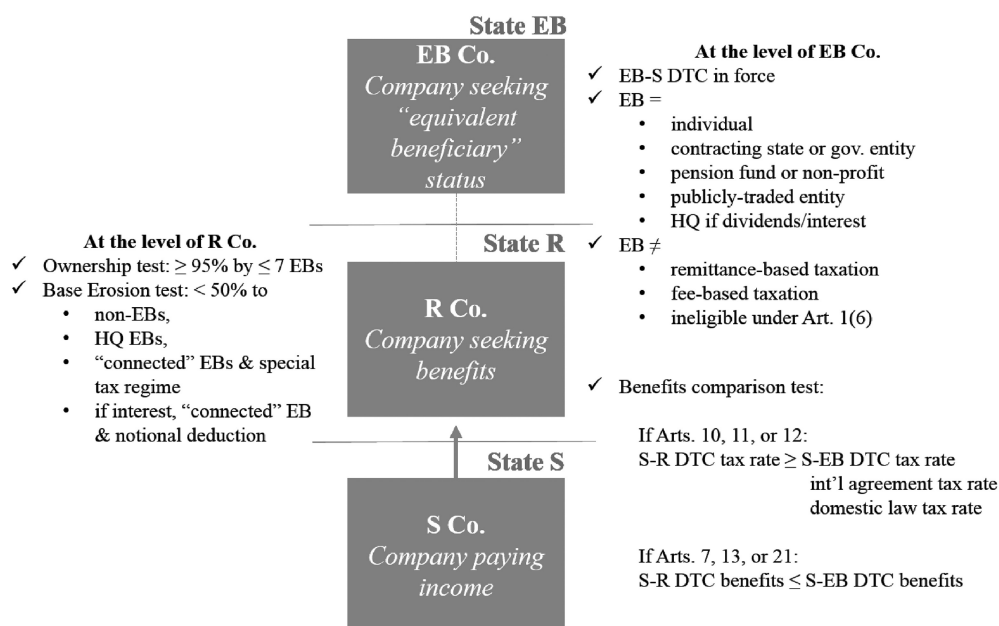 State EB
EB Co.
Company seeking
“equivalent
beneficiary”
status
At the level of EB Co.
✓ EB-S DTC in force
✓ EB =
• individual
• contracting state or gov. entity
• pension fund or non-profit
• publicly-traded entity
• HQ if dividends/interest
✓ EB ≠
• remittance-based taxation
• fee-based taxation
• ineligible under Art. 1(6)
✓ Benefits comparison test:
If Arts. 10, 11, or 12:
S-R DTC tax rate ≥ S-EB DTC tax rate
int’l agreement tax rate
domestic law tax rate
If Arts. 7, 13, or 21:
S-R DTC benefits ≤ S-EB DTC benefits
At the level of R Co.
✓ Ownership test: ≥ 95% by ≤ 7 EBs
✓ Base Erosion test: < 50% to
• non-EBs,
• HQ EBs,
• “connected” EBs & special
tax regime
• if interest, “connected” EB
& notional deduction
State R
R Co.
Company seeking
benefits
State S
S Co.
Company paying
income